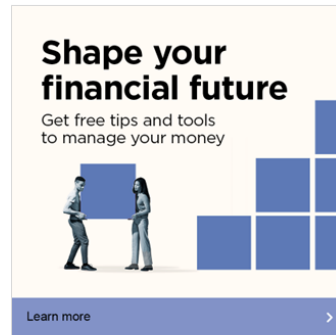 Shape your
financial future
Get free tips and tools
to manage your money
Learn more